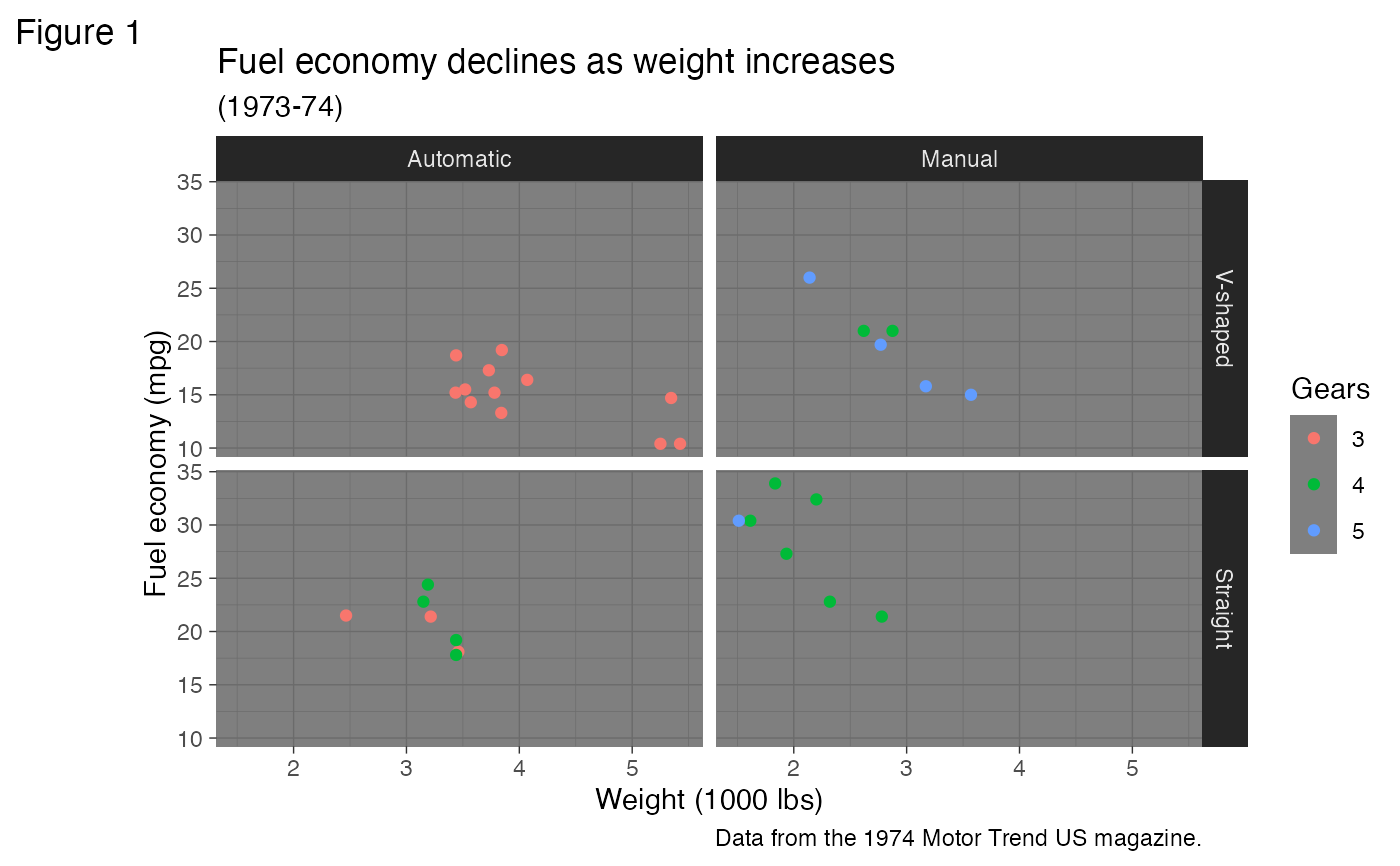 Figure 1
Fuel economy declines as weight increases
(1973-74)
Automatic
Manual
35
30
25
20
15
10
V-shaped
35
30
25
20
15
10
Straight
Fuel economy (mpg)
2
3
4
5
2
3
4
5
Weight (1000 lbs)
Gears
3
4
5
Data from the 1974 Motor Trend US magazine.